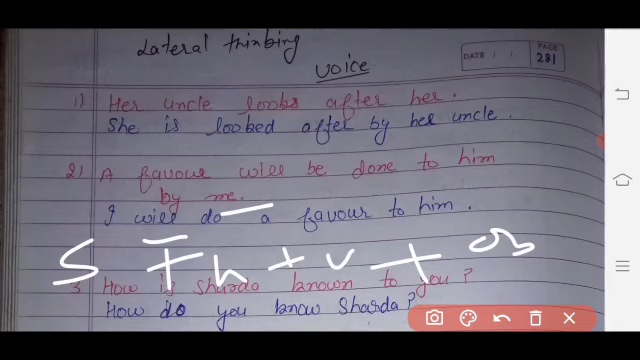 Lateral thinking
Voice
DATE / /
PAGE 281
1) Her uncle looks after her.
She is looked after by her uncle.
2) A favour will be done to him
by me.
I will do a favour to him.
S + h + v + ob
3. How is Sharda known to you?
How do you know Sharda?